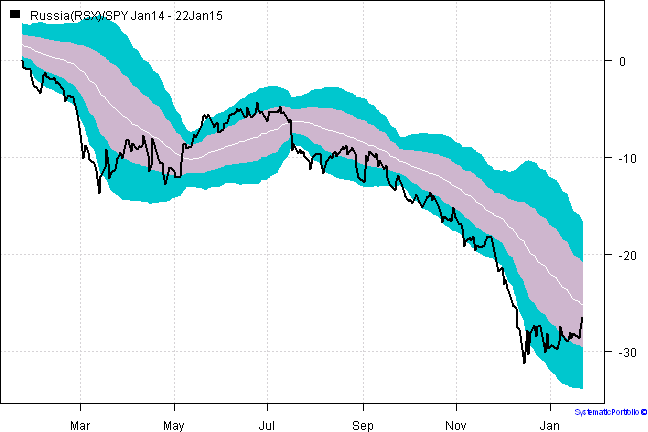 Russia(RSX)/SPY Jan14 - 22Jan15
0
-10
-20
-30
Mar May Jul Sep Nov Jan
SystematicPortfolio ©